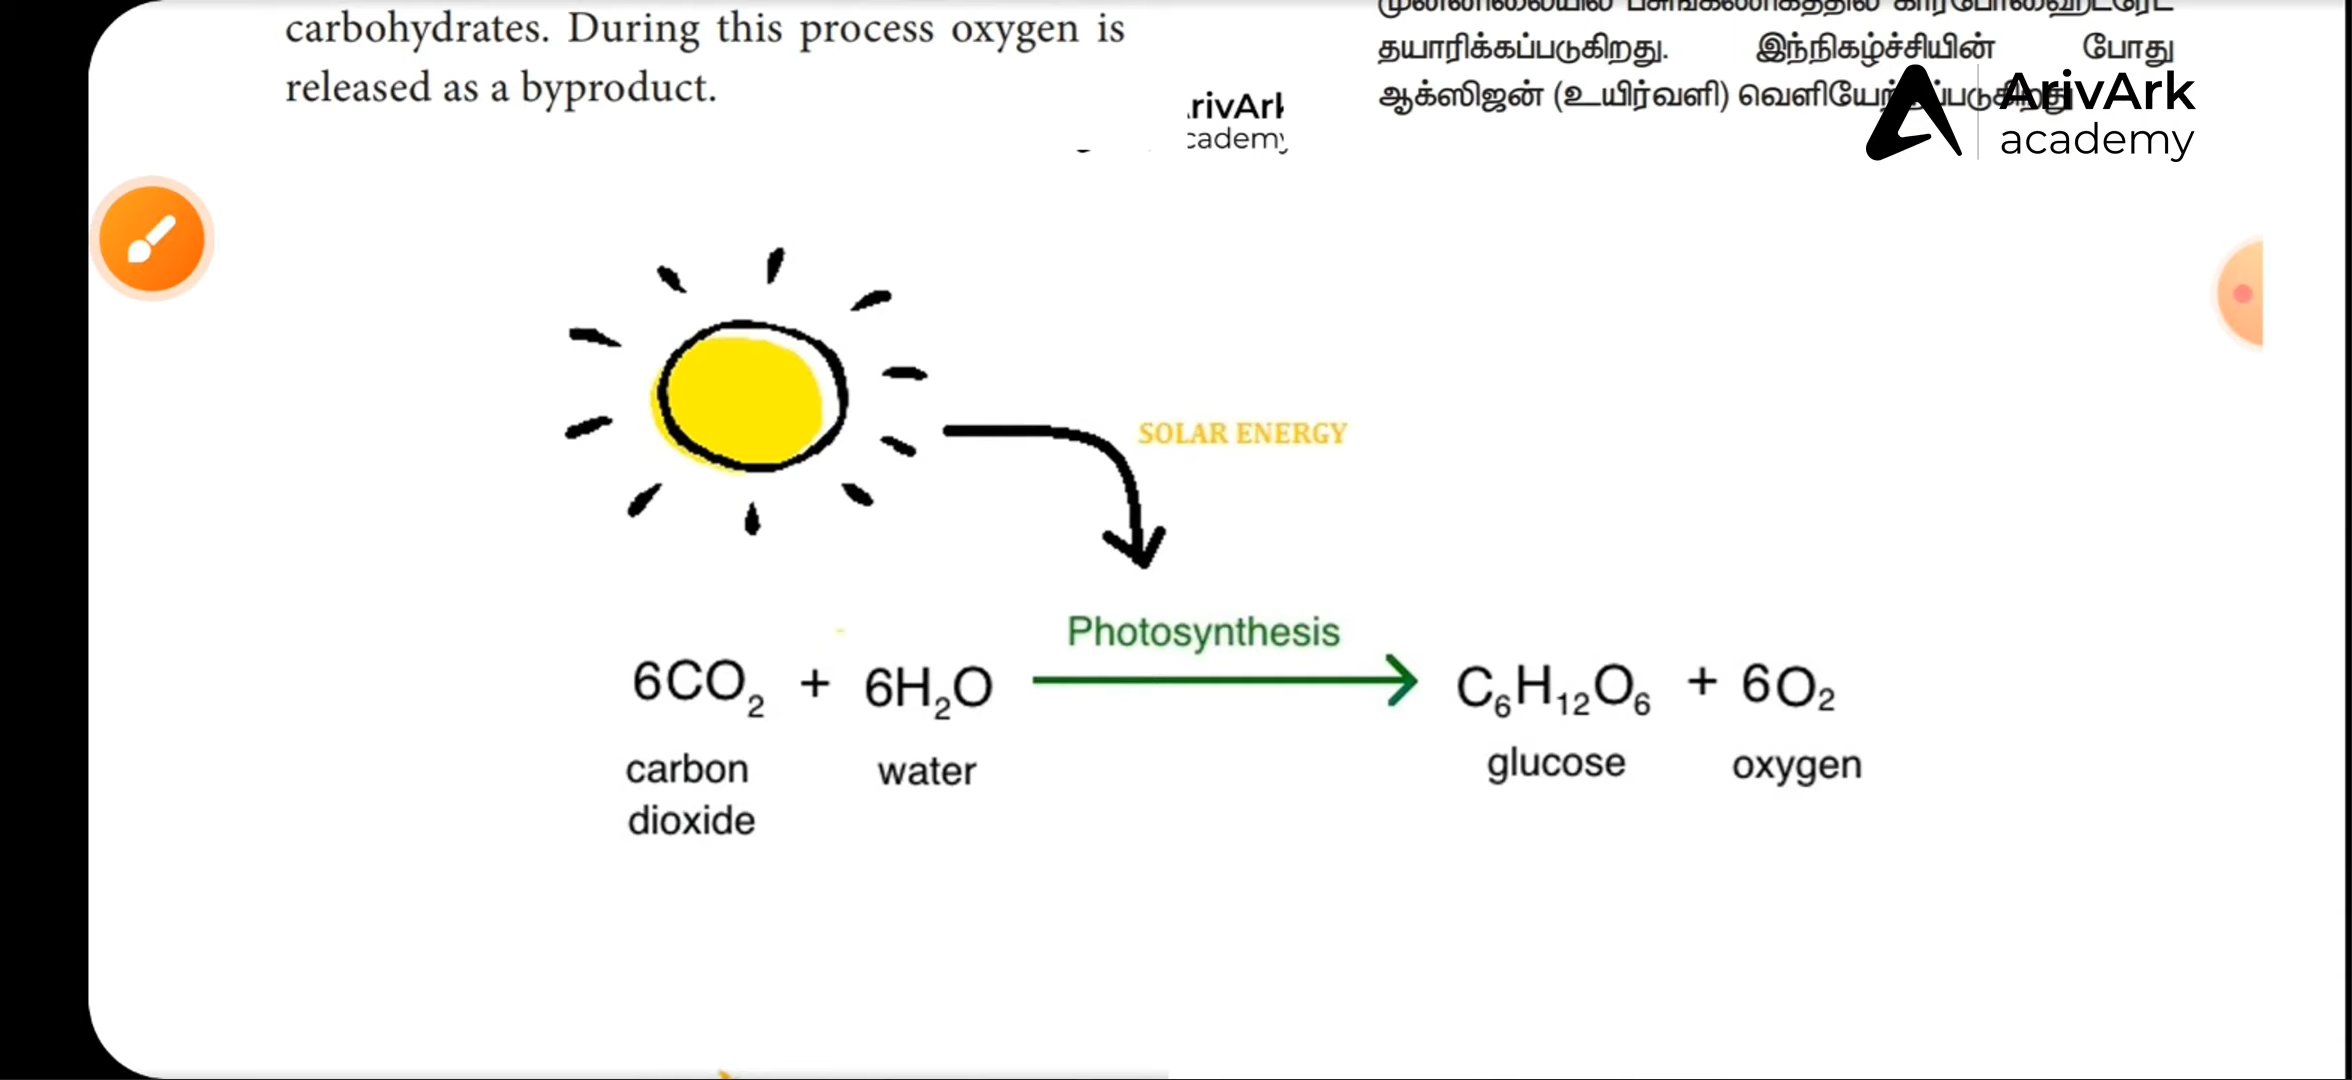 carbohydrates. During this process oxygen is
released as a byproduct.
தயாரிக்கப்படுகிறது. இந்நிகழ்ச்சியின் போது
ஆக்ஸிஜன் (உயிர்வளி)
ArivArk
academy
SOLAR ENERGY
Photosynthesis
6CO₂ + 6H₂O → C₆H₁₂O₆ + 6O₂
carbon water glucose oxygen
dioxide